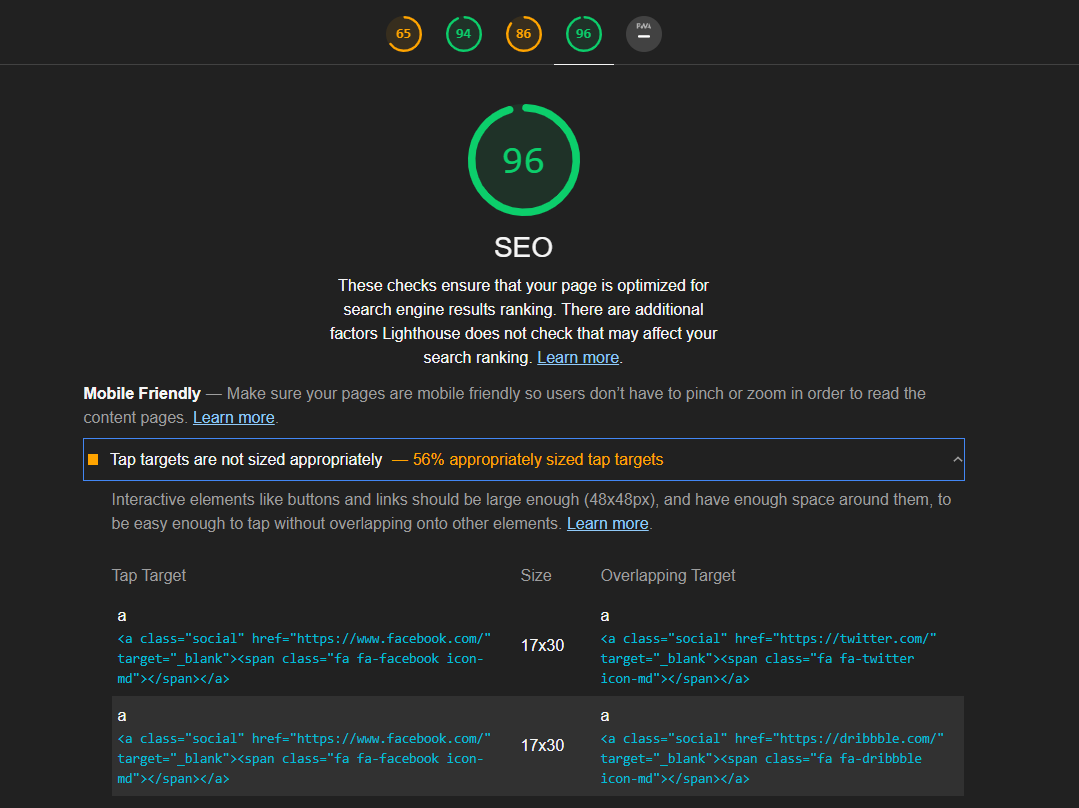 65 94 86 96 PWA
96
SEO
These checks ensure that your page is optimized for
search engine results ranking. There are additional
factors Lighthouse does not check that may affect your
search ranking. Learn more.
Mobile Friendly — Make sure your pages are mobile friendly so users don’t have to pinch or zoom in order to read the
content pages. Learn more.
Tap targets are not sized appropriately — 56% appropriately sized tap targets
Interactive elements like buttons and links should be large enough (48x48px), and have enough space around them, to
be easy enough to tap without overlapping onto other elements. Learn more.
Tap Target Size Overlapping Target
a
<a class="social" href="https://www.facebook.com/"
target="_blank"><span class="fa fa-facebook icon-
md"></span></a>
17x30
a
<a class="social" href="https://twitter.com/"
target="_blank"><span class="fa fa-twitter
icon-md"></span></a>
a
<a class="social" href="https://www.facebook.com/"
target="_blank"><span class="fa fa-facebook icon-
md"></span></a>
17x30
a
<a class="social" href="https://dribbble.com/"
target="_blank"><span class="fa fa-dribbble
icon-md"></span></a>